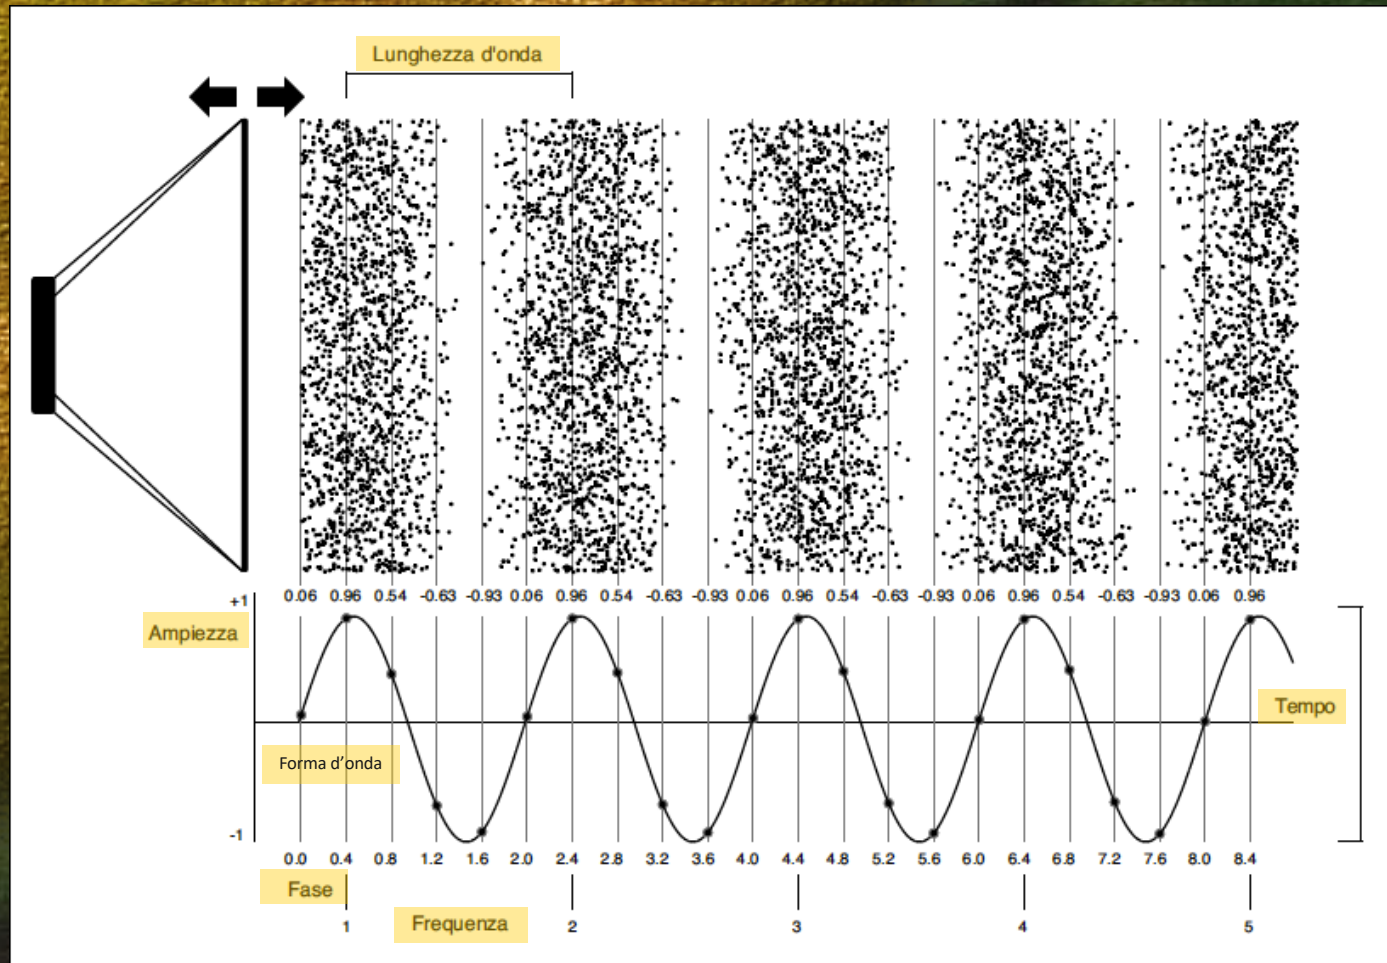 Lunghezza d'onda
0.06 0.96 0.54 -0.63 -0.93 0.06 0.96 0.54 -0.63 -0.93 0.06 0.96 0.54 -0.63 -0.93 0.06 0.96 0.54 -0.63 -0.93 0.06 0.96
+1
Ampiezza
Tempo
Forma d’onda
-1
0.0 0.4 0.8 1.2 1.6 2.0 2.4 2.8 3.2 3.6 4.0 4.4 4.8 5.2 5.6 6.0 6.4 6.8 7.2 7.6 8.0 8.4
Fase
Frequenza
1 2 3 4 5